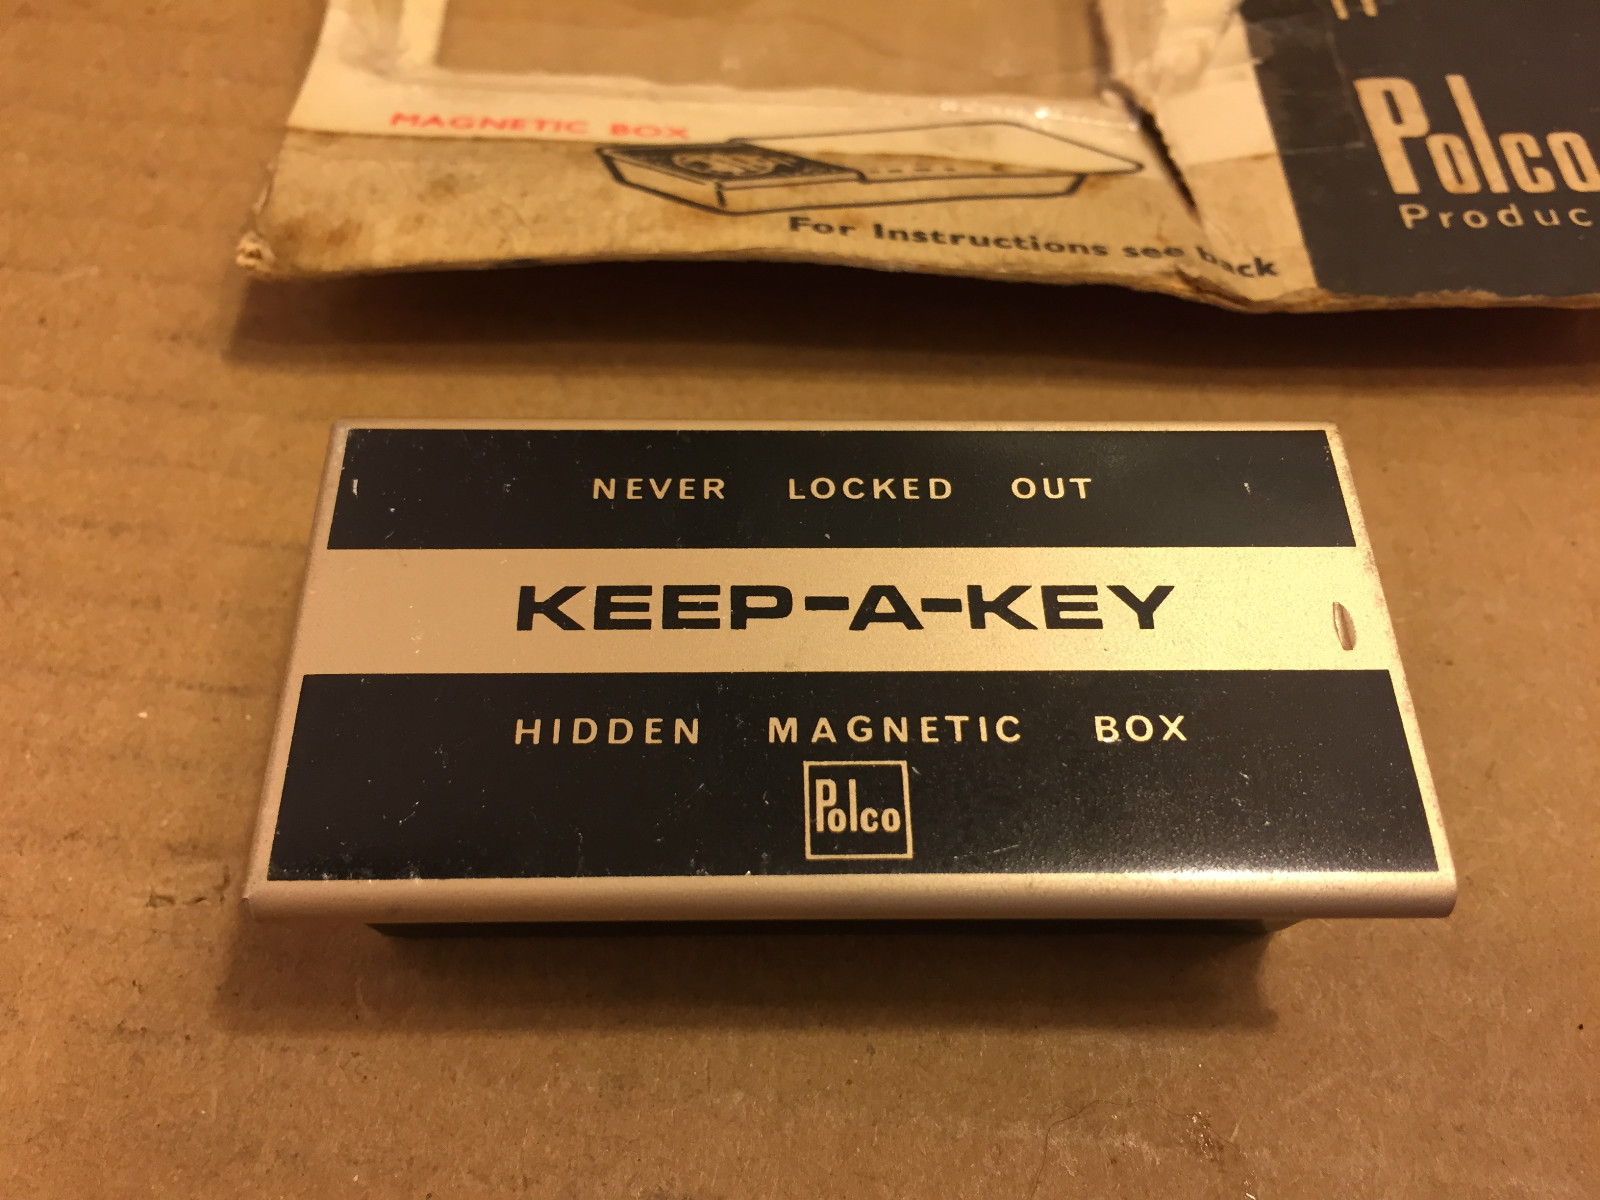 MAGNETIC BOX
For Instructions see back
Polco
Produc
NEVER LOCKED OUT
KEEP-A-KEY
HIDDEN MAGNETIC BOX
Polco